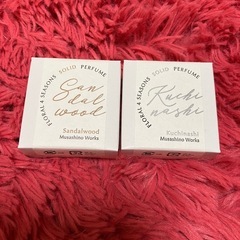 FLORAL 4 SEASONS SOLID PERFUME
San
dal
wood
Sandalwood
Musashino Works
FLORAL 4 SEASONS SOLID PERFUME
Kuchi
nashi
Kuchinashi
Musashino Works